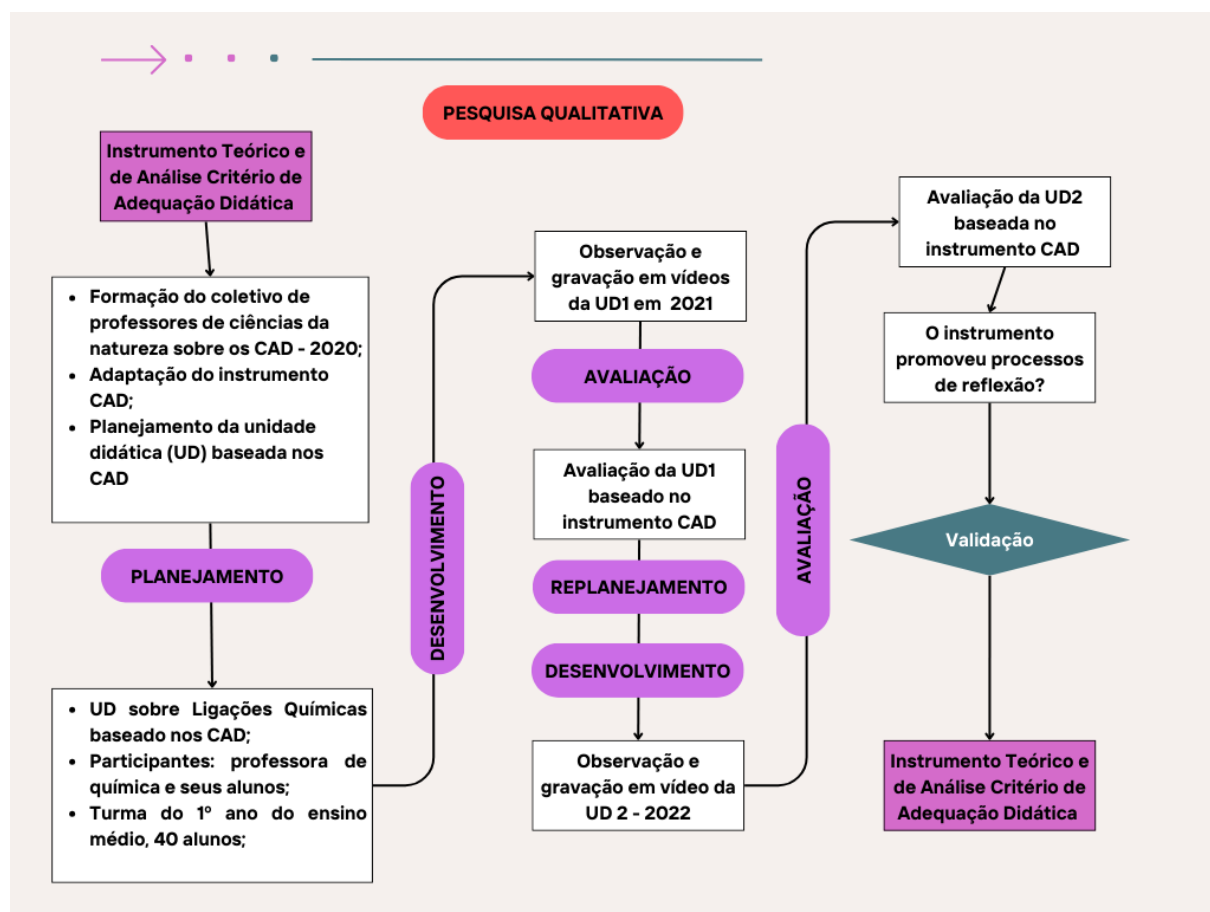 PESQUISA QUALITATIVA
Instrumento Teórico e
de Análise Critério de
Adequação Didática
• Formação do coletivo de
professores de ciências da
natureza sobre os CAD - 2020;
• Adaptação do instrumento
CAD;
• Planejamento da unidade
didática (UD) baseada nos
CAD
PLANEJAMENTO
• UD sobre Ligações Químicas
baseado nos CAD;
• Participantes: professora de
química e seus alunos;
• Turma do 1º ano do ensino
médio, 40 alunos;
DESENVOLVIMENTO
Observação e
gravação em vídeos
da UD1 em 2021
AVALIAÇÃO
Avaliação da UD1
baseado no
instrumento CAD
REPLANEJAMENTO
DESENVOLVIMENTO
Observação e
gravação em vídeo da
UD 2 - 2022
AVALIAÇÃO
Avaliação da UD2
baseada no
instrumento CAD
O instrumento
promoveu processos
de reflexão?
Validação
Instrumento Teórico e
de Análise Critério de
Adequação Didática